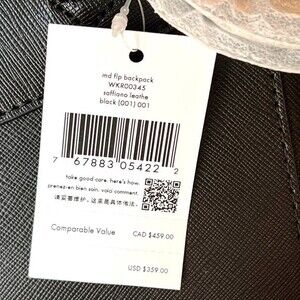 md flp backpack
WKR00345
saffiano leathe
black (001) 001
7 67883 05422 2
take good care. here's how.
prenez-en bien soin. voici comment.
请妥善维护。这里是具体做法。
Comparable Value CAD $459.00
USD $359.00